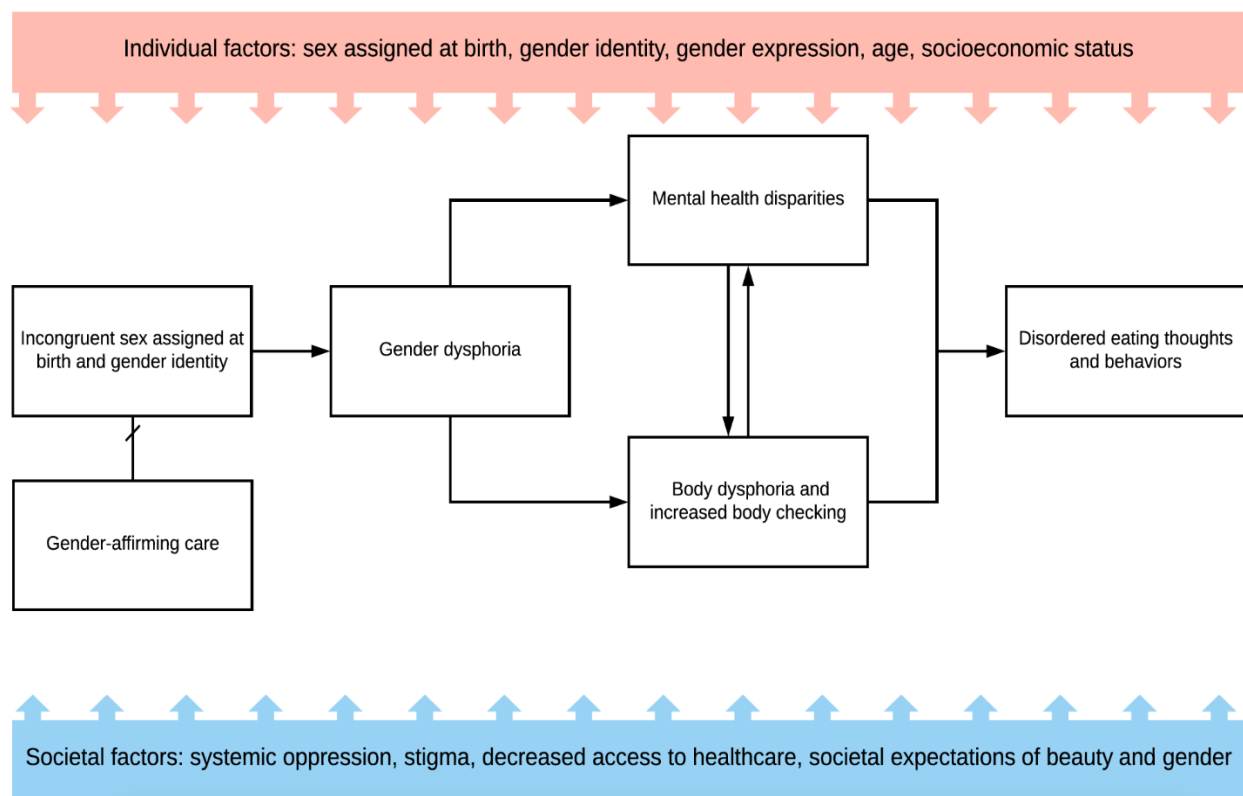 Individual factors: sex assigned at birth, gender identity, gender expression, age, socioeconomic status
Mental health disparities
Incongruent sex assigned at
birth and gender identity
Gender dysphoria
Disordered eating thoughts
and behaviors
Body dysphoria and
increased body checking
Gender-affirming care
Societal factors: systemic oppression, stigma, decreased access to healthcare, societal expectations of beauty and gender